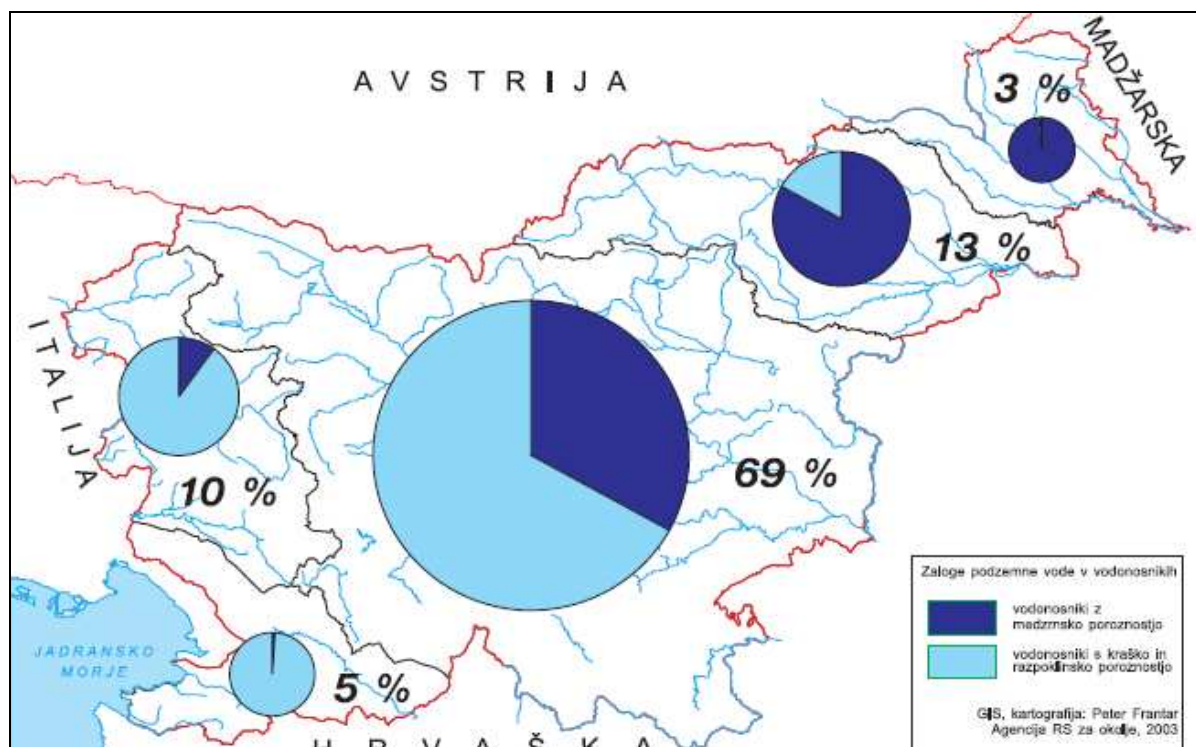 AVSTRIJA
MADŽARSKA
3 %
13 %
ITALIJA
10 %
69 %
JADRANSKO
MORJE
5 %
HRVAŠKA
Zaloge podzemne vode v vodonosnikih
vodonosniki z
medzrnsko poroznostjo
vodonosniki s kraško in
razpoklinsko poroznostjo
GIS, kartografija: Peter Frantar
Agencija RS za okolje, 2003